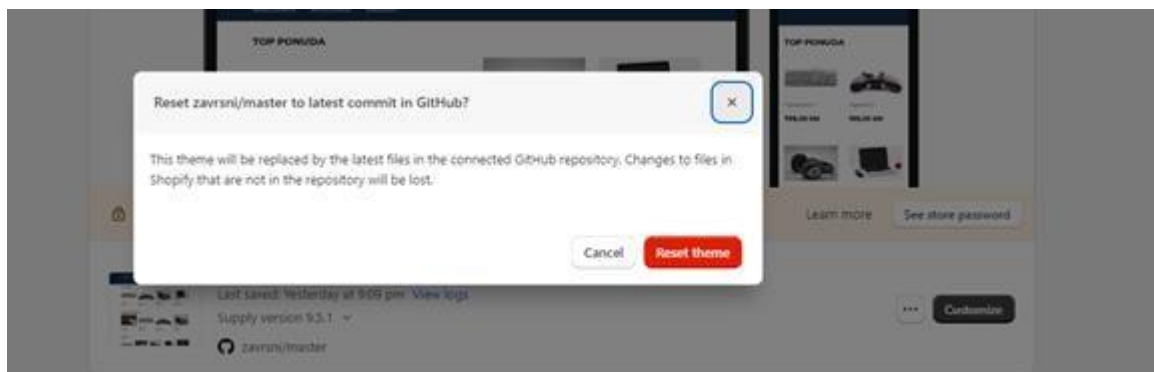 TOP PONUDA
TOP PONUDA
Reset zavrsni/master to latest commit in GitHub?
This theme will be replaced by the latest files in the connected GitHub repository. Changes to files in
Shopify that are not in the repository will be lost.
Learn more
See store password
Cancel
Reset theme
Last saved: Yesterday at 9:09 pm View logs
Supply version 9.5.1
Customize
zavrsni/master